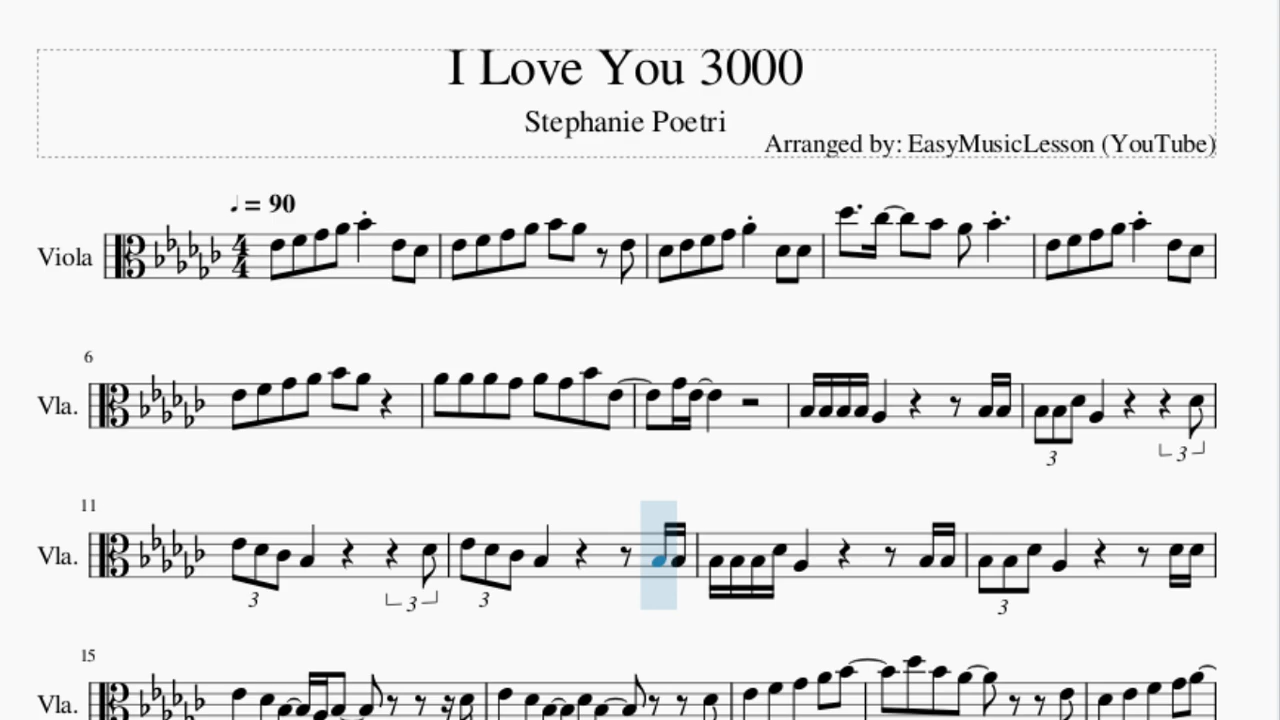 I Love You 3000
Stephanie Poetri
Arranged by: EasyMusicLesson (YouTube)
♩ = 90
Viola
4
4
6
Vla.
3
3
11
Vla.
3
3
3
3
15
Vla.